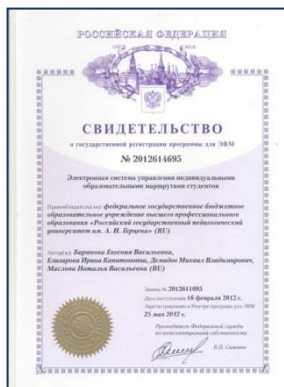 РОССИЙСКАЯ ФЕДЕРАЦИЯ
СВИДЕТЕЛЬСТВО
о государственной регистрации программы для ЭВМ
№ 2012614695
Электронная система управления индивидуальными
образовательными маршрутами студентов
Правообладатель(ли): федеральное государственное бюджетное
образовательное учреждение высшего профессионального
образования «Российский государственный педагогический
университет им. А. И. Герцена» (RU)
Автор(ы): Баранова Евгения Васильевна,
Елизарова Ирина Капитоновна, Демидов Михаил Владимирович,
Маслова Наталья Васильевна (RU)
Заявка № 2012611095
Дата поступления 16 февраля 2012 г.
Зарегистрировано в Реестре программ для ЭВМ
25 мая 2012 г.
Руководитель Федеральной службы
по интеллектуальной собственности
Б.П. Симонов